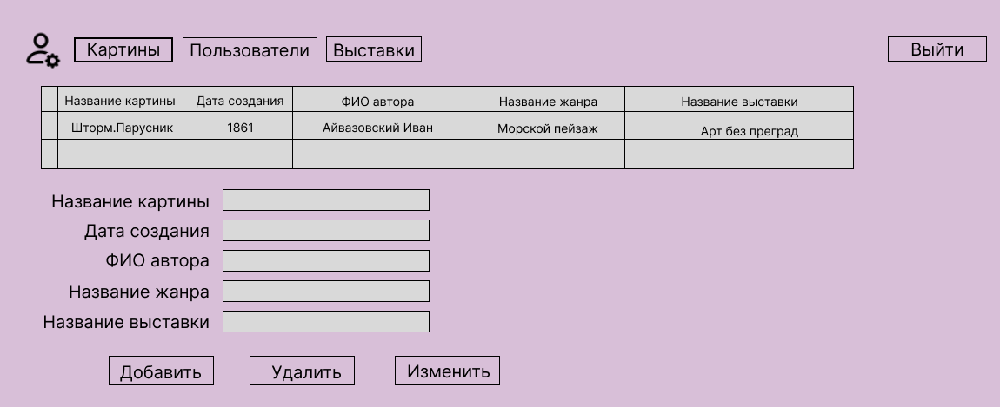 Картины Пользователи Выставки Выйти
Название картины Дата создания ФИО автора Название жанра Название выставки
Шторм.Парусник 1861 Айвазовский Иван Морской пейзаж Арт без преград
Название картины
Дата создания
ФИО автора
Название жанра
Название выставки
Добавить Удалить Изменить